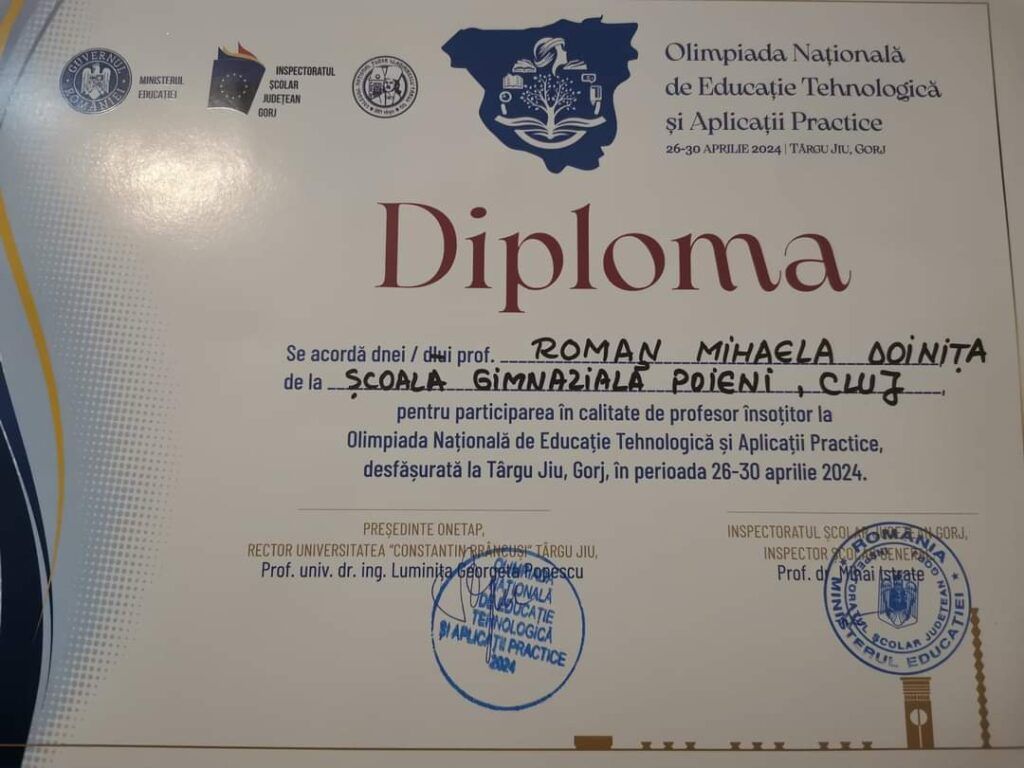 GUVERNUL ROMÂNIEI
MINISTERUL
EDUCAȚIEI
INSPECTORATUL
ȘCOLAR
JUDEȚEAN
GORJ
Olimpiada Națională
de Educație Tehnologică
și Aplicații Practice
26-30 APRILIE 2024 | TÂRGU JIU, GORJ
Diploma
Se acordă dnei / dlui prof. ROMAN MIHAELA DOINIȚA
de la ȘCOALA GIMNAZIALĂ POIENI, CLUJ,
pentru participarea în calitate de profesor însoțitor la
Olimpiada Națională de Educație Tehnologică și Aplicații Practice,
desfășurată la Târgu Jiu, Gorj, în perioada 26-30 aprilie 2024.
PREȘEDINTE ONETAP,
RECTOR UNIVERSITATEA "CONSTANTIN BRÂNCUȘI" TÂRGU JIU,
Prof. univ. dr. ing. Luminița Georgeta Popescu
INSPECTORATUL ȘCOLAR JUDEȚEAN GORJ,
INSPECTOR ȘCOLAR GENERAL
Prof. dr. Mihai Istrate
OLIMPIADA
NAȚIONALĂ
DE EDUCAȚIE
TEHNOLOGICĂ
ȘI APLICAȚII PRACTICE
2024
ROMÂNIA
MINISTERUL EDUCAȚIEI
INSPECTORATUL ȘCOLAR JUDEȚEAN GORJ